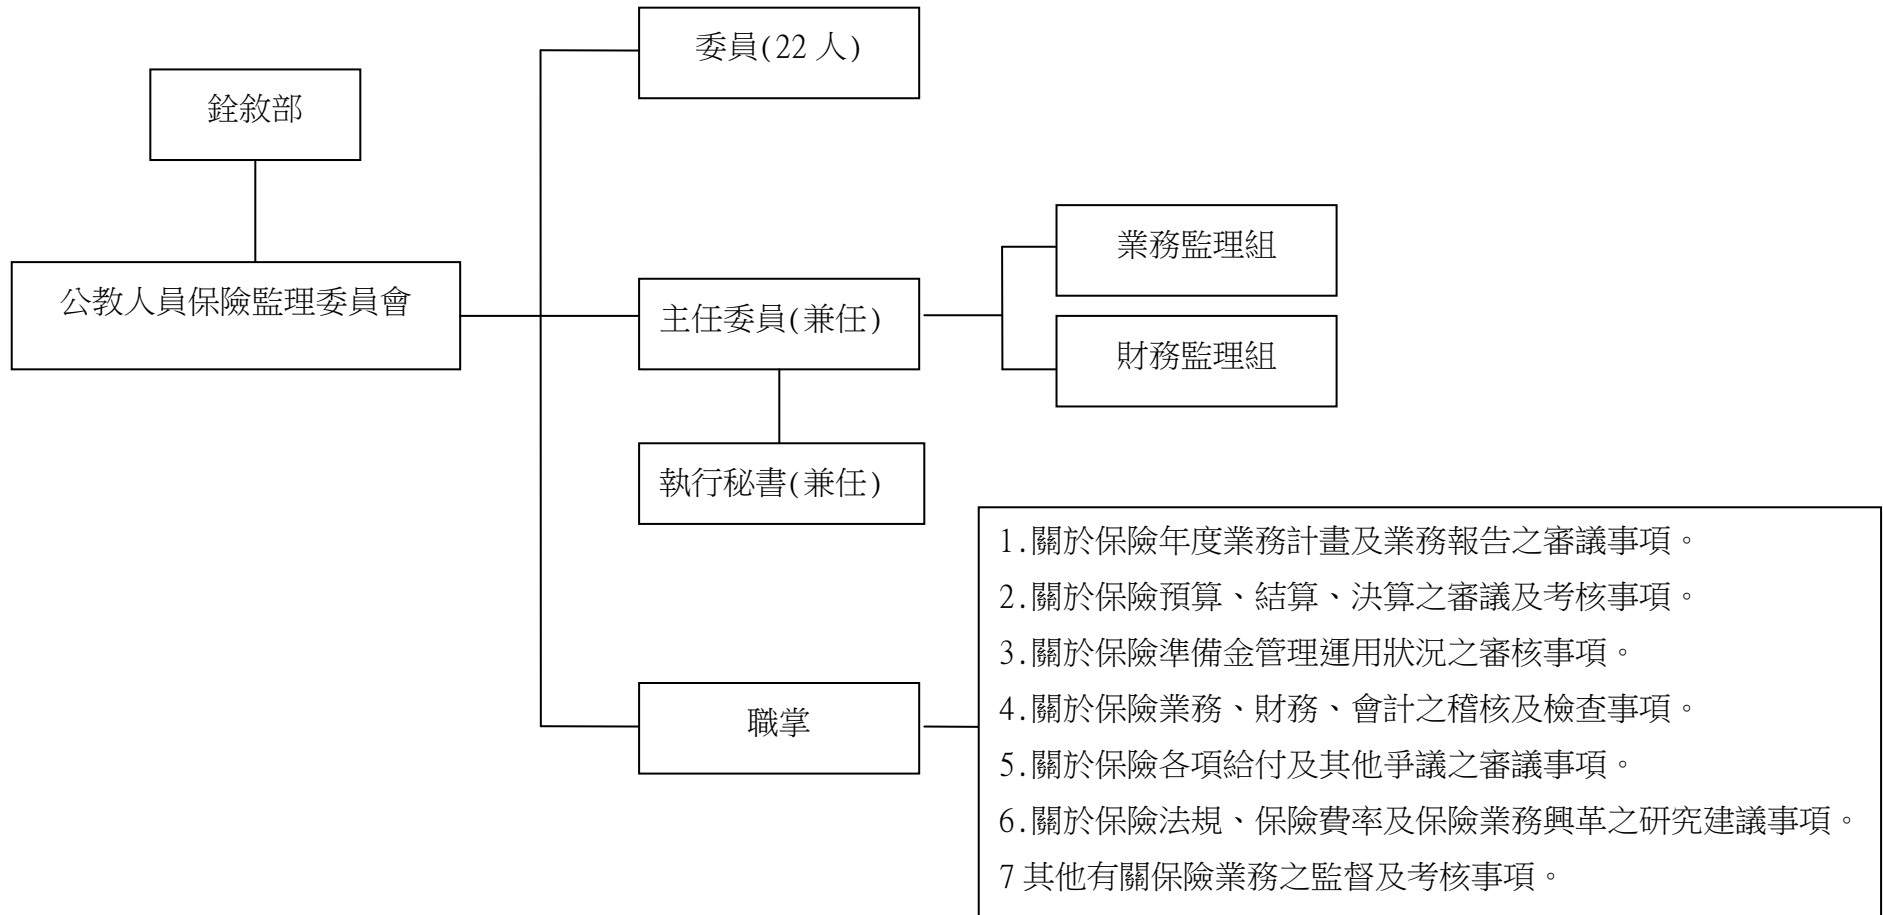 委員(22人)
銓敘部
公教人員保險監理委員會
業務監理組
主任委員(兼任)
財務監理組
執行秘書(兼任)
職掌
1.關於保險年度業務計畫及業務報告之審議事項。
2.關於保險預算、結算、決算之審議及考核事項。
3.關於保險準備金管理運用狀況之審核事項。
4.關於保險業務、財務、會計之稽核及檢查事項。
5.關於保險各項給付及其他爭議之審議事項。
6.關於保險法規、保險費率及保險業務興革之研究建議事項。
7其他有關保險業務之監督及考核事項。